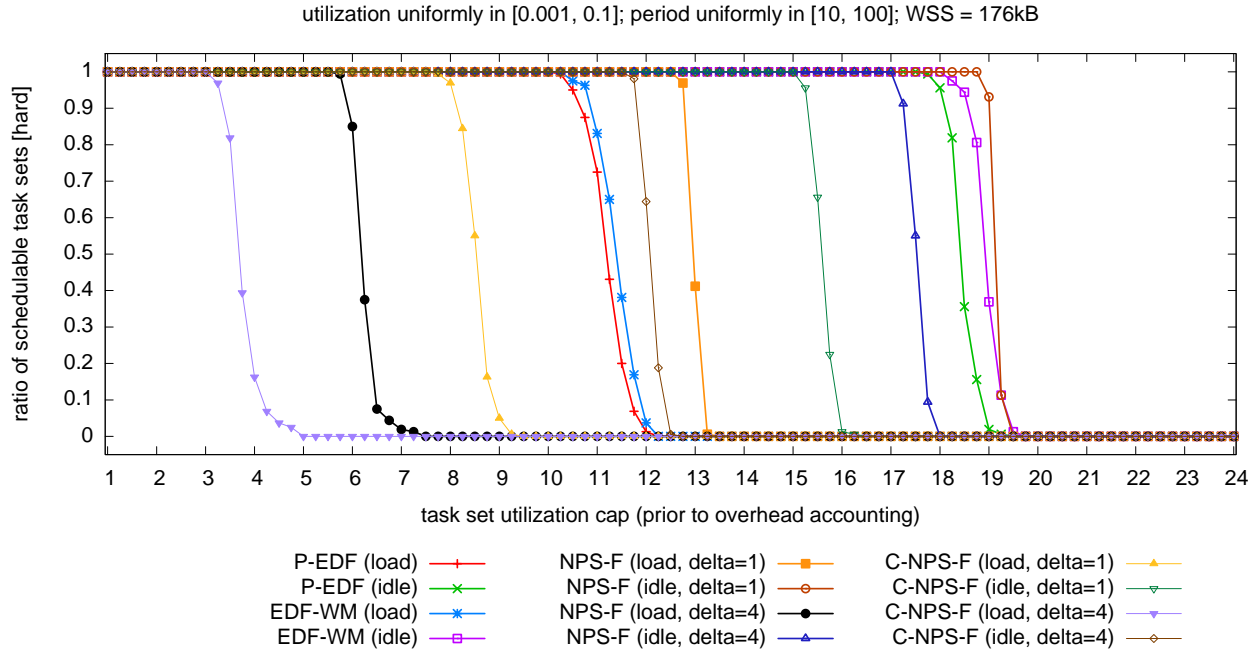 utilization uniformly in [0.001, 0.1]; period uniformly in [10, 100]; WSS = 176kB
ratio of schedulable task sets [hard]
1
0.9
0.8
0.7
0.6
0.5
0.4
0.3
0.2
0.1
0
1 2 3 4 5 6 7 8 9 10 11 12 13 14 15 16 17 18 19 20 21 22 23 24
task set utilization cap (prior to overhead accounting)
P-EDF (load) NPS-F (load, delta=1) C-NPS-F (load, delta=1)
P-EDF (idle) NPS-F (idle, delta=1) C-NPS-F (idle, delta=1)
EDF-WM (load) NPS-F (load, delta=4) C-NPS-F (load, delta=4)
EDF-WM (idle) NPS-F (idle, delta=4) C-NPS-F (idle, delta=4)